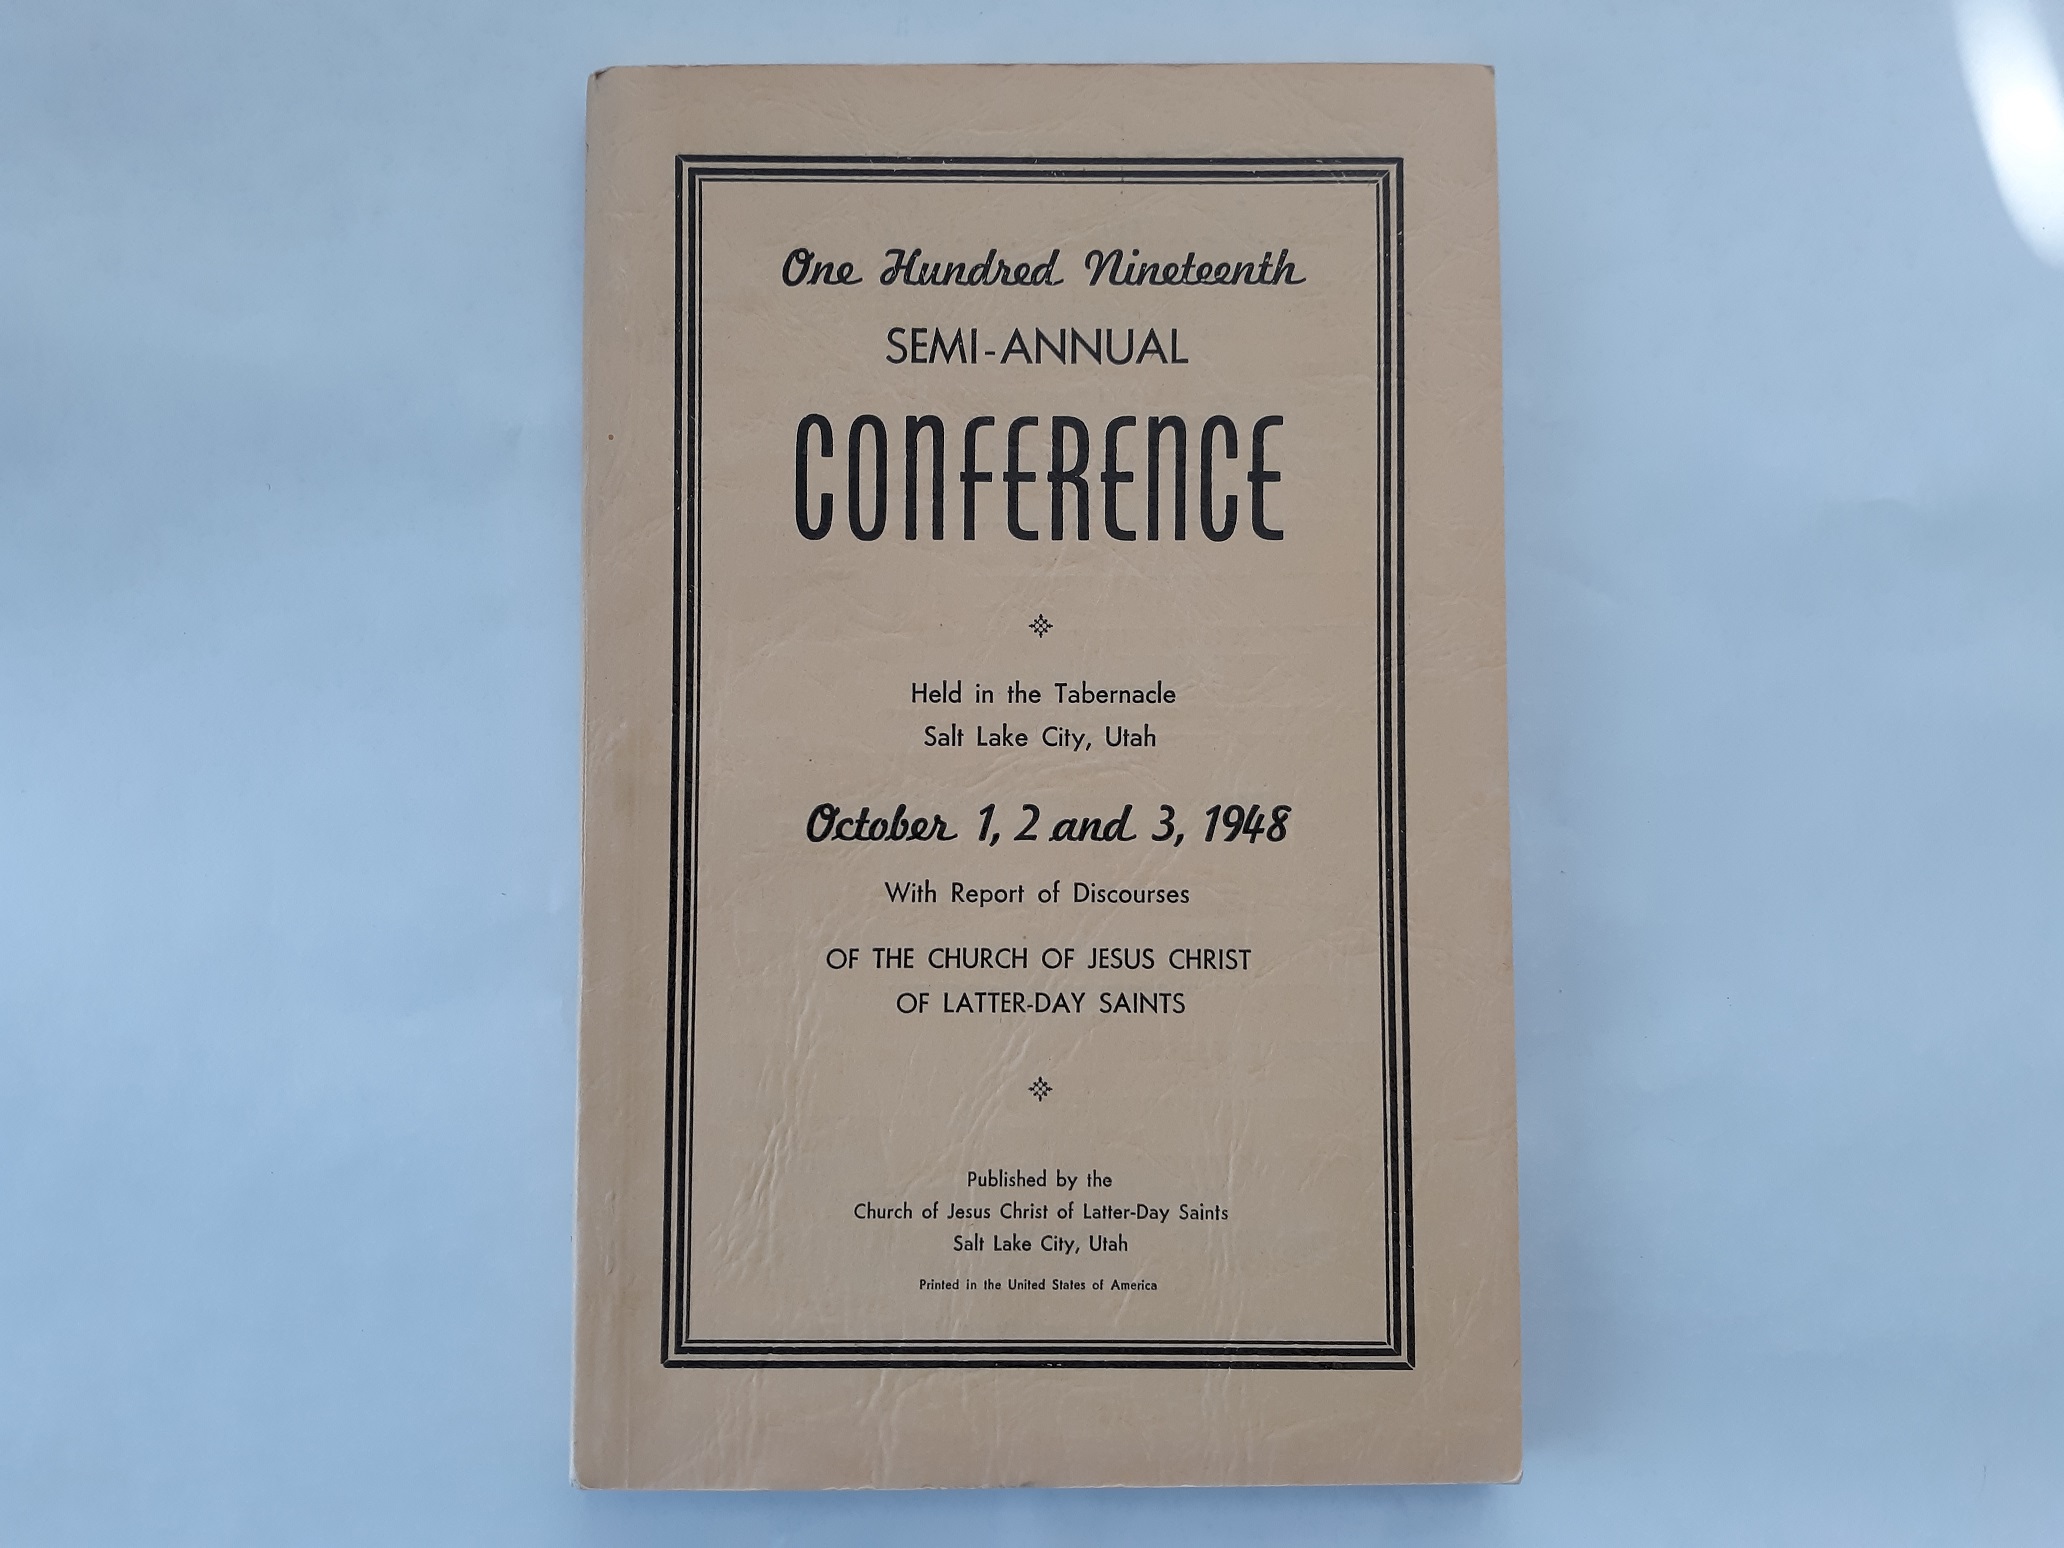 One Hundred Nineteenth
SEMI-ANNUAL
CONFERENCE
Held in the Tabernacle
Salt Lake City, Utah
October 1, 2 and 3, 1948
With Report of Discourses
OF THE CHURCH OF JESUS CHRIST
OF LATTER-DAY SAINTS
Published by the
Church of Jesus Christ of Latter-Day Saints
Salt Lake City, Utah
Printed in the United States of America